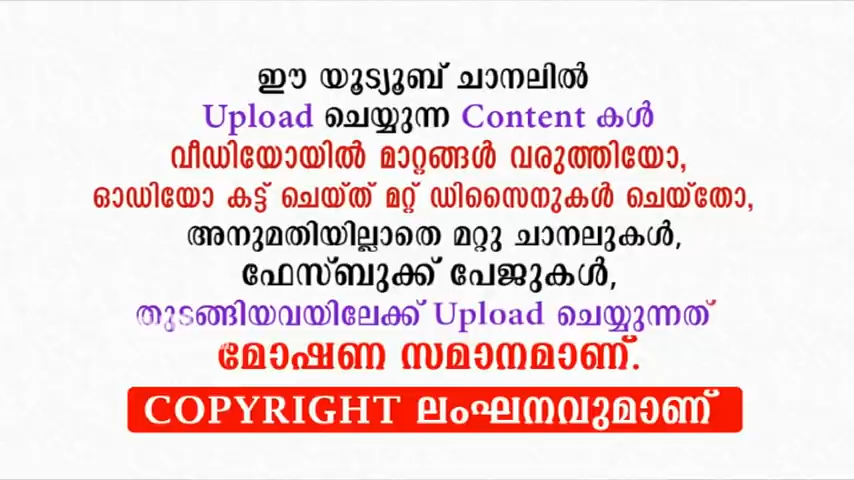 ഈ യൂട്യൂബ് ചാനലിൽ
Upload ചെയ്യുന്ന Content കൾ
വീഡിയോയിൽ മാറ്റങ്ങൾ വരുത്തിയോ,
ഓഡിയോ കട്ട് ചെയ്ത് മറ്റ് ഡിസൈനുകൾ ചെയ്തോ,
അനുമതിയില്ലാതെ മറ്റു ചാനലുകൾ,
ഫേസ്ബുക്ക് പേജുകൾ,
തുടങ്ങിയവയിലേക്ക് Upload ചെയ്യുന്നത്
മോഷണ സമാനമാണ്.
COPYRIGHT ലംഘനവുമാണ്